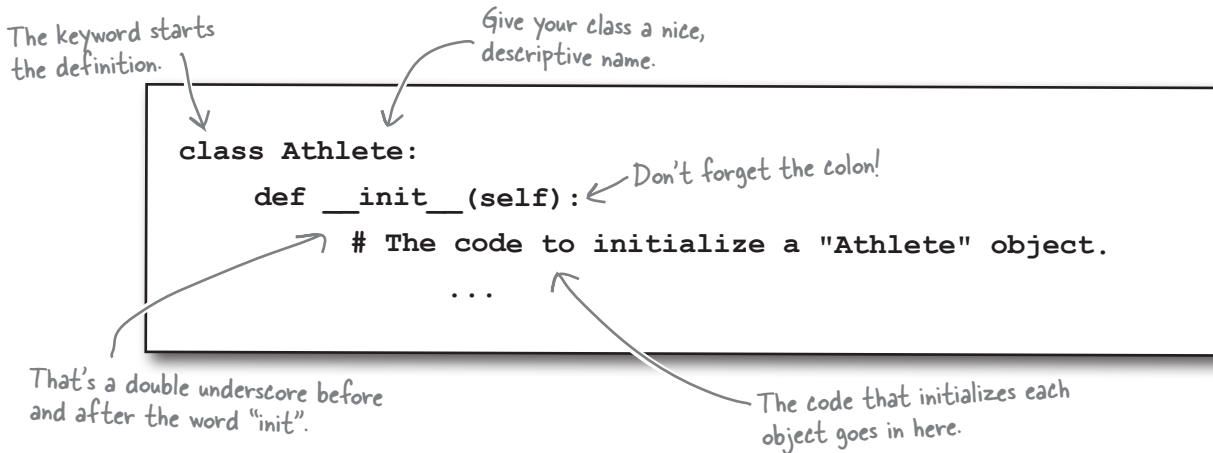 The keyword starts
the definition.
Give your class a nice,
descriptive name.
class Athlete:
def __init__(self):
Don't forget the colon!
# The code to initialize a "Athlete" object.
...
That's a double underscore before
and after the word "init".
The code that initializes each
object goes in here.